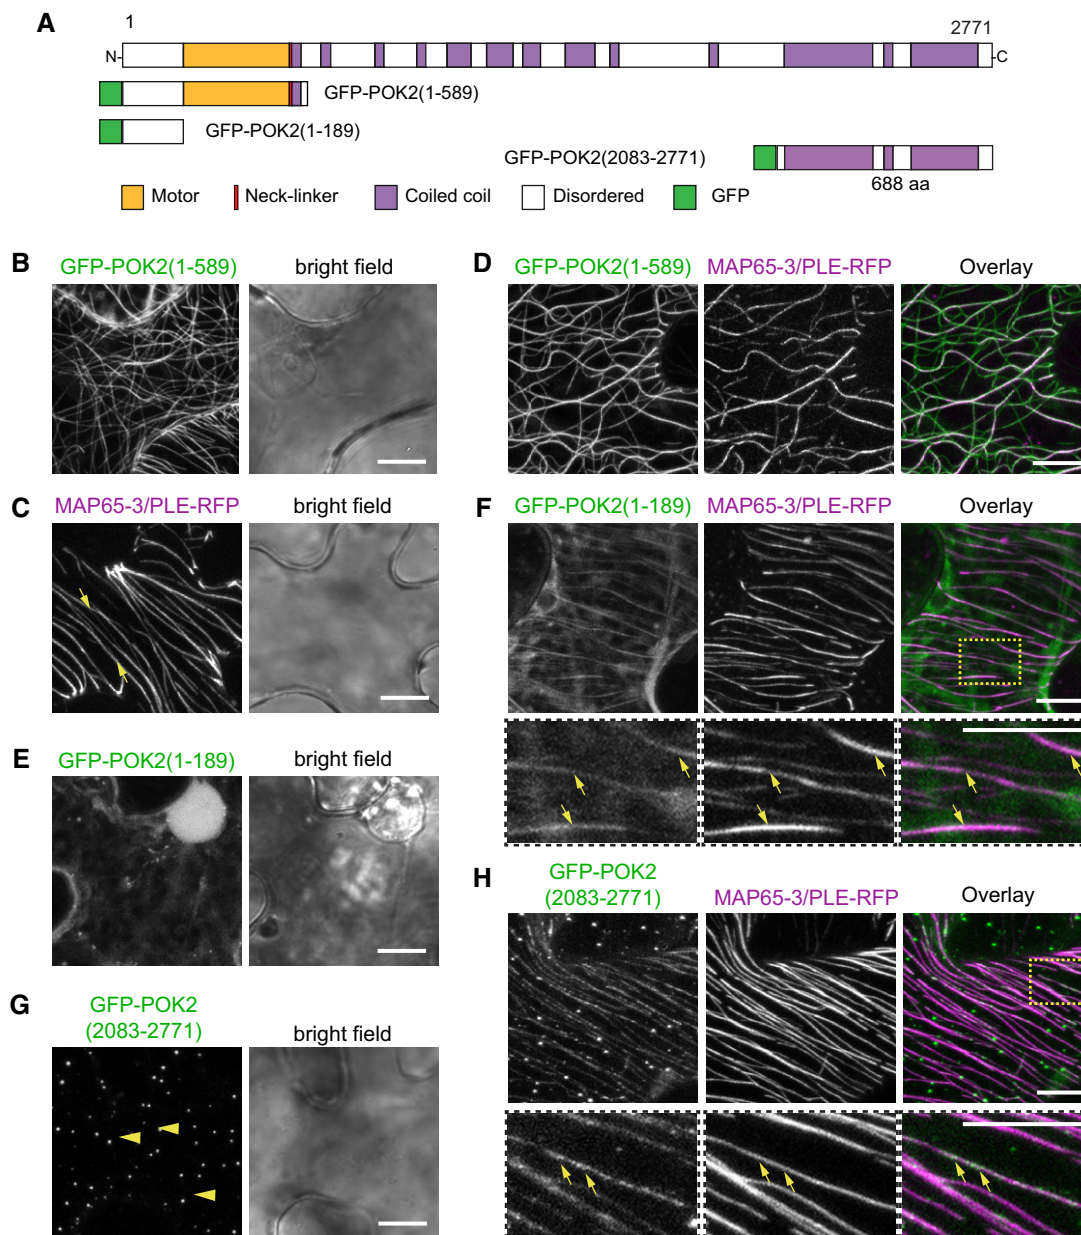 A
1
2771
N-
-C
GFP-POK2(1-589)
GFP-POK2(1-189)
GFP-POK2(2083-2771)
688 aa
Motor
Neck-linker
Coiled coil
Disordered
GFP
B
GFP-POK2(1-589)
bright field
D
GFP-POK2(1-589)
MAP65-3/PLE-RFP
Overlay
C
MAP65-3/PLE-RFP
bright field
F
GFP-POK2(1-189)
MAP65-3/PLE-RFP
Overlay
E
GFP-POK2(1-189)
bright field
G
GFP-POK2
(2083-2771)
bright field
H
GFP-POK2
(2083-2771)
MAP65-3/PLE-RFP
Overlay